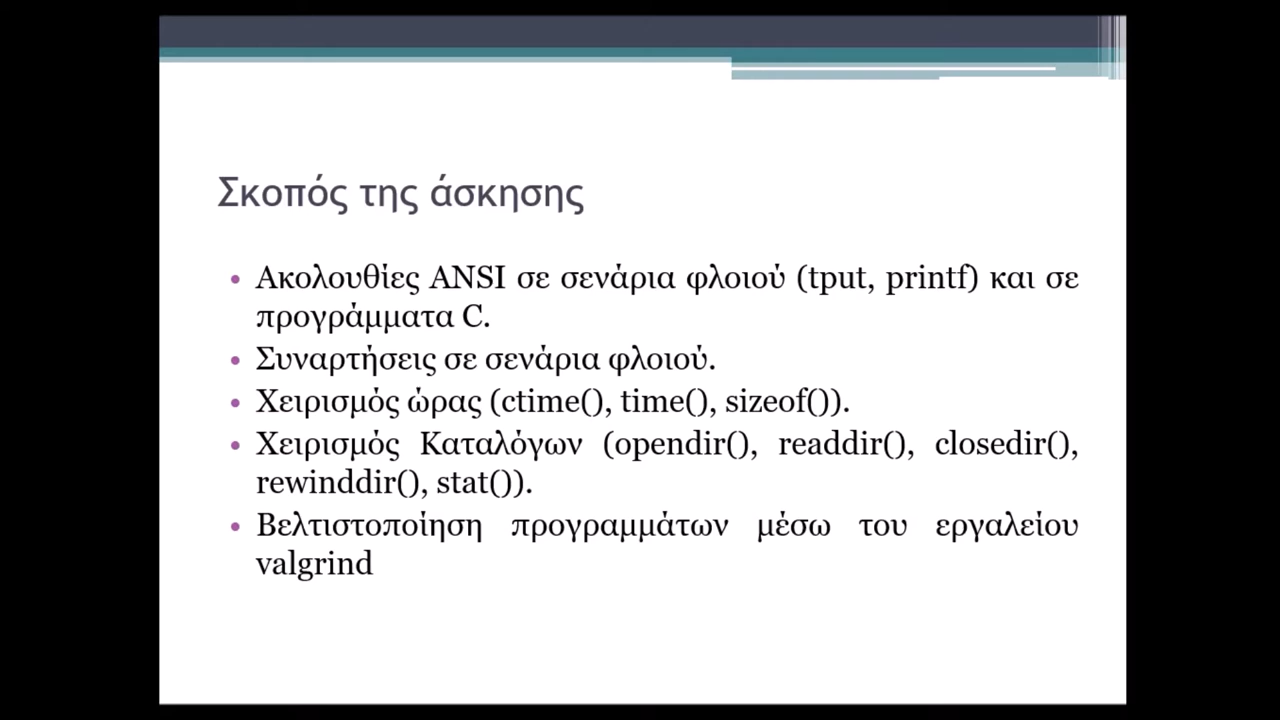 Σκοπός της άσκησης
• Ακολουθίες ANSI σε σενάρια φλοιού (tput, printf) και σε
προγράμματα C.
• Συναρτήσεις σε σενάρια φλοιού.
• Χειρισμός ώρας (ctime(), time(), sizeof()).
• Χειρισμός Καταλόγων (opendir(), readdir(), closedir(),
rewinddir(), stat()).
• Βελτιστοποίηση προγραμμάτων μέσω του εργαλείου
valgrind